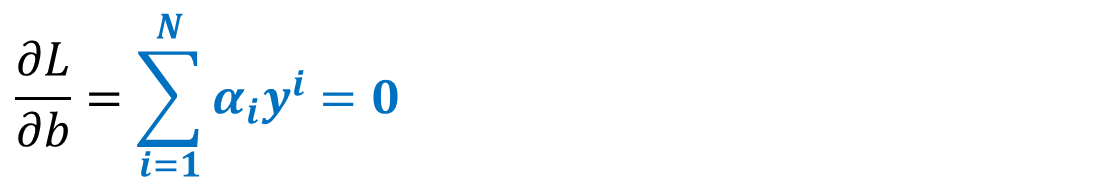 ∂L/∂b = ∑_{i=1}^{N} α_i y^i = 0